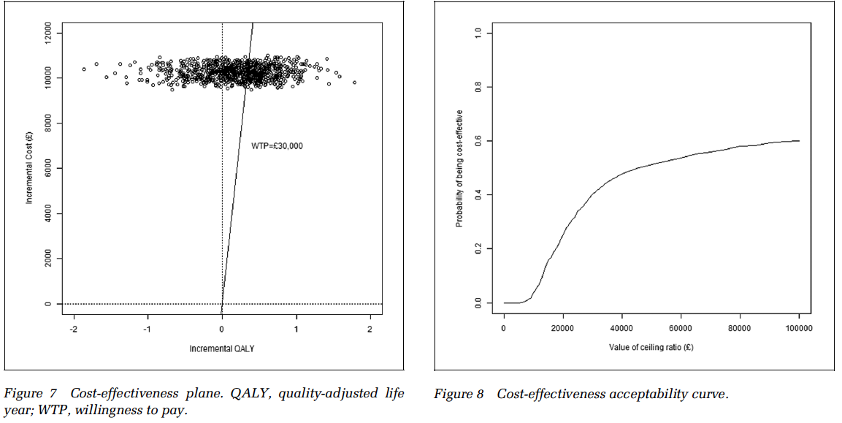 12000
10000
8000
6000
4000
2000
0
Incremental Cost (£)
WTP=£30,000
-2 -1 0 1 2
Incremental QALY
Figure 7 Cost-effectiveness plane. QALY, quality-adjusted life
year; WTP, willingness to pay.
1.0
0.8
0.6
0.4
0.2
0.0
Probability of being cost-effective
0 20000 40000 60000 80000 100000
Value of ceiling ratio (£)
Figure 8 Cost-effectiveness acceptability curve.